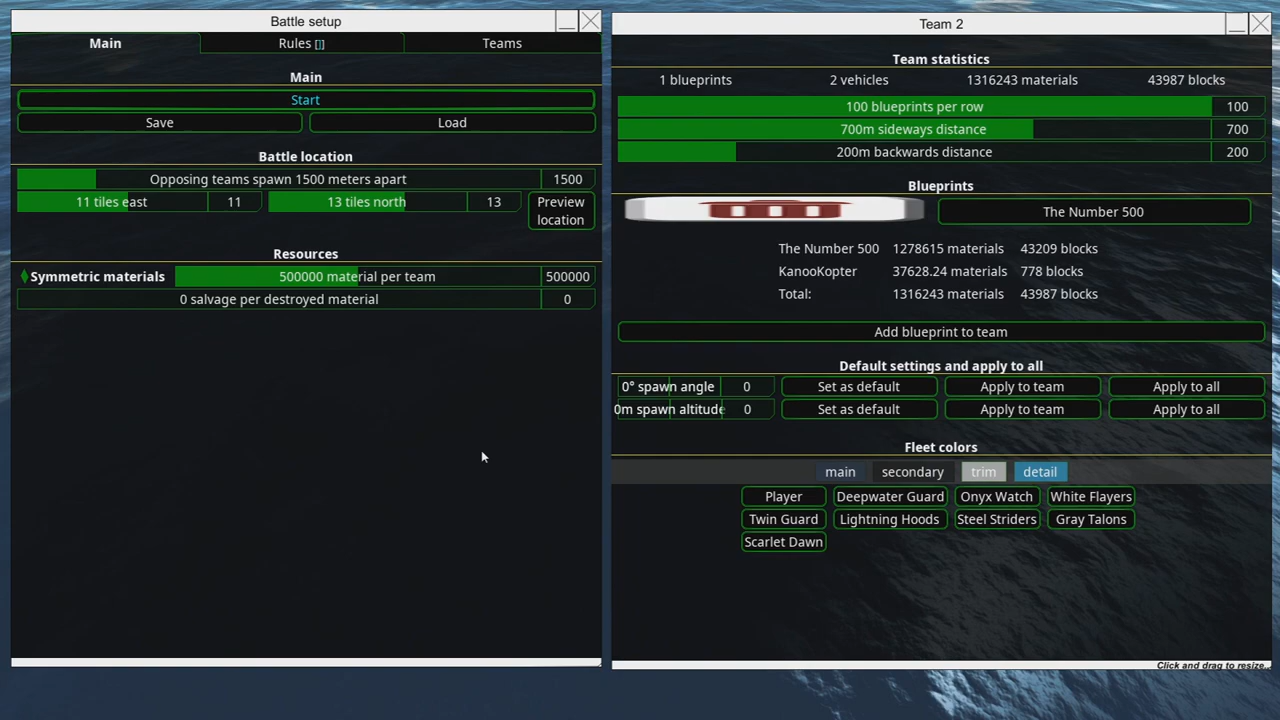 Battle setup
Main
Rules []
Teams
Main
Start
Save
Load
Battle location
Opposing teams spawn 1500 meters apart
1500
11 tiles east
11
13 tiles north
13
Preview
location
Resources
Symmetric materials
500000 material per team
500000
0 salvage per destroyed material
0
Team 2
Team statistics
1 blueprints
2 vehicles
1316243 materials
43987 blocks
100 blueprints per row
100
700m sideways distance
700
200m backwards distance
200
Blueprints
The Number 500
The Number 500 1278615 materials 43209 blocks
KanooKopter 37628.24 materials 778 blocks
Total: 1316243 materials 43987 blocks
Add blueprint to team
Default settings and apply to all
0° spawn angle
0
Set as default
Apply to team
Apply to all
0m spawn altitude
0
Set as default
Apply to team
Apply to all
Fleet colors
main
secondary
trim
detail
Player
Deepwater Guard
Onyx Watch
White Flayers
Twin Guard
Lightning Hoods
Steel Striders
Gray Talons
Scarlet Dawn
Click and drag to resize...